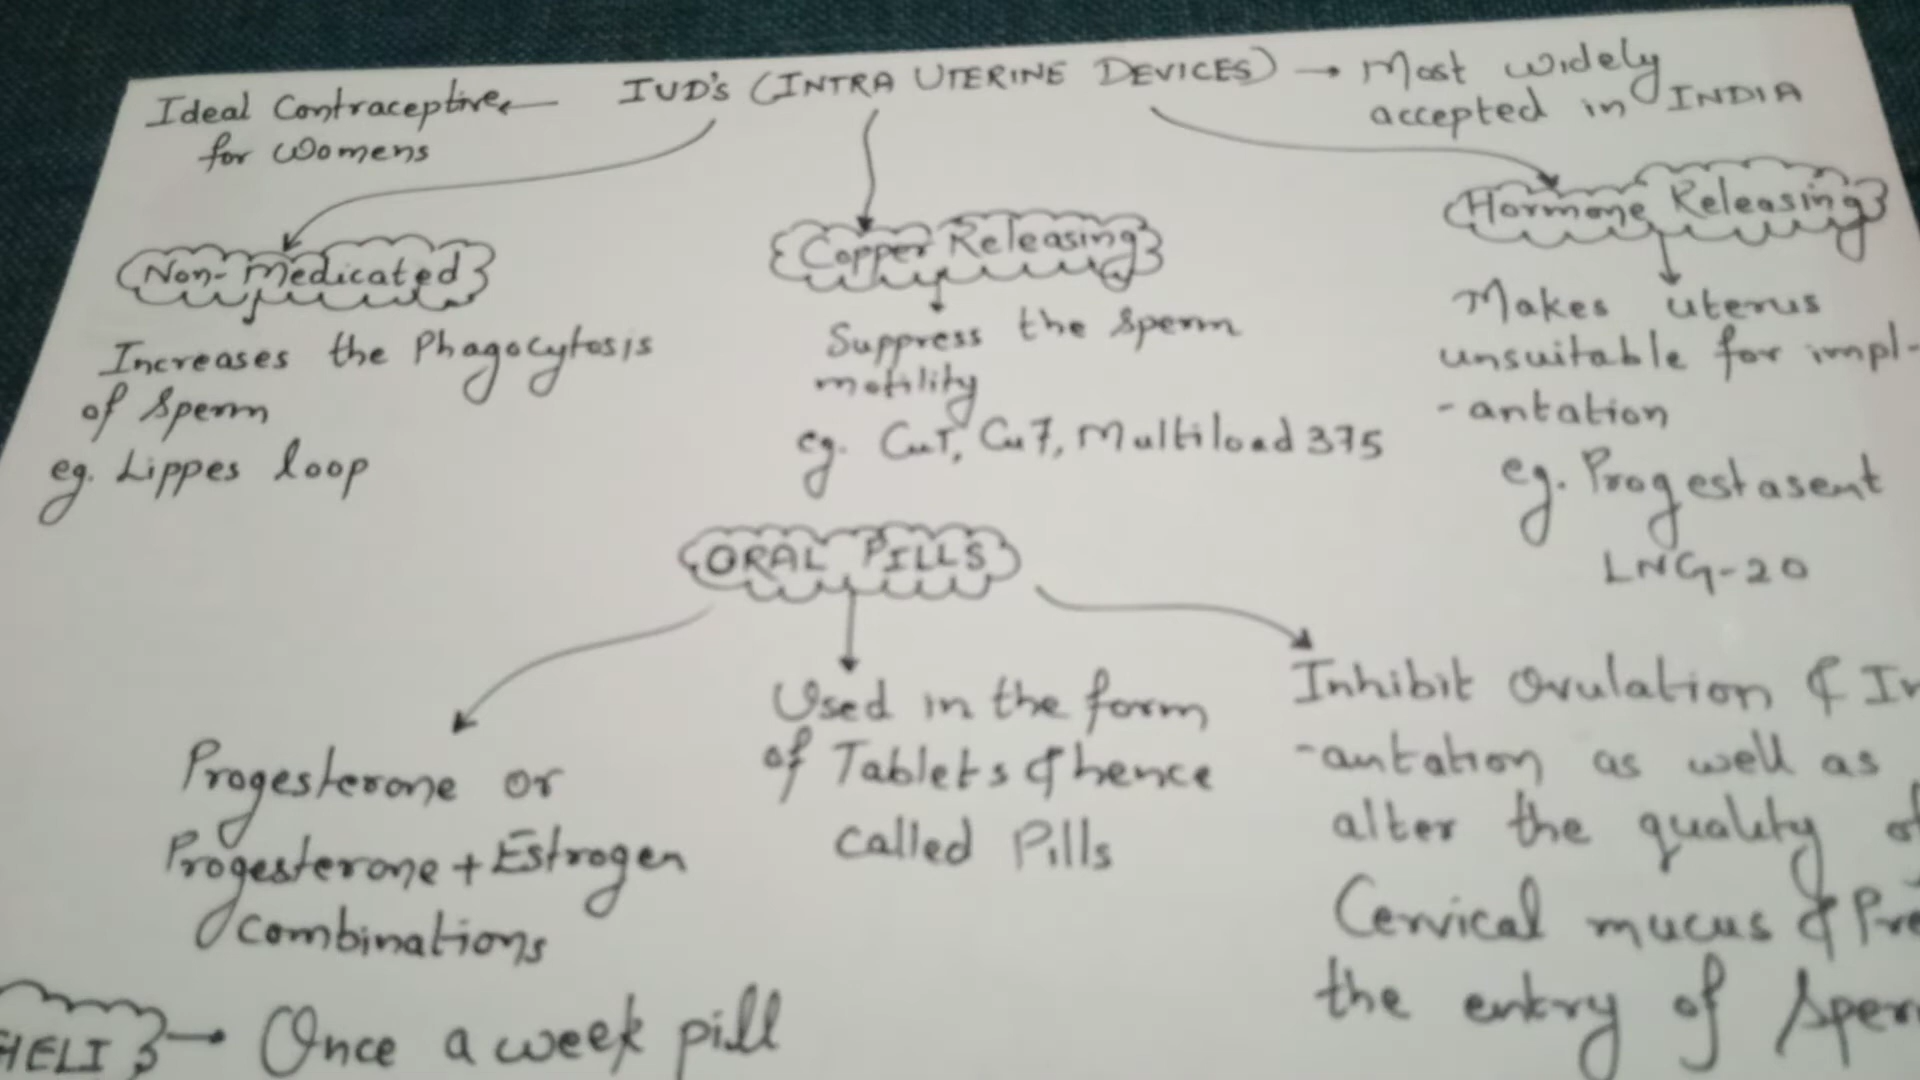 Ideal Contraceptive
for Womens
IUD's (INTRA UTERINE DEVICES)
Most widely
accepted in INDIA
Non-Medicated
Increases the Phagocytosis
of Sperm
eg. Lippes loop
Copper Releasing
Suppress the sperm
motility
eg. CuT, Cu7, Multiload 375
Hormone Releasing
Makes uterus
unsuitable for impl-
-antation
eg. Progestasent
LNG-20
ORAL PILLS
Progesterone or
Progesterone + Estrogen
Combinations
Used in the form
of Tablets & hence
called Pills
Inhibit Ovulation &
-antation as well as
alter the quality
Cervical mucus &
the entry of
HELI
Once a week pill